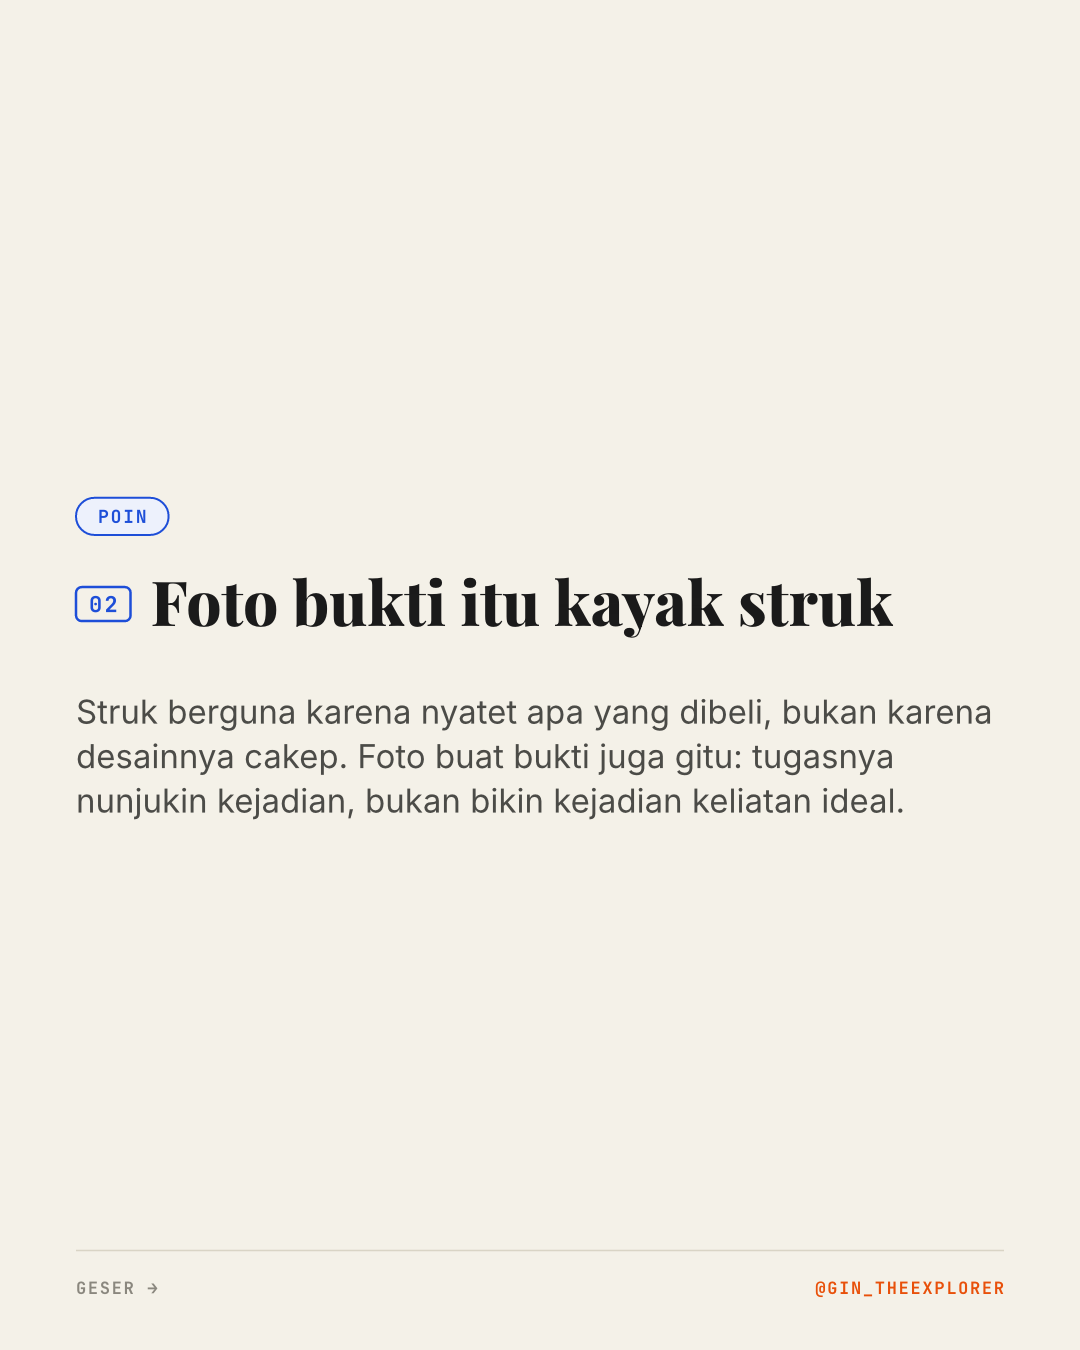 POIN
02 Foto bukti itu kayak struk
Struk berguna karena nyatet apa yang dibeli, bukan karena
desainnya cakep. Foto buat bukti juga gitu: tugasnya
nunjukin kejadian, bukan bikin kejadian keliatan ideal.
GESER →
@GIN_THEEXPLORER